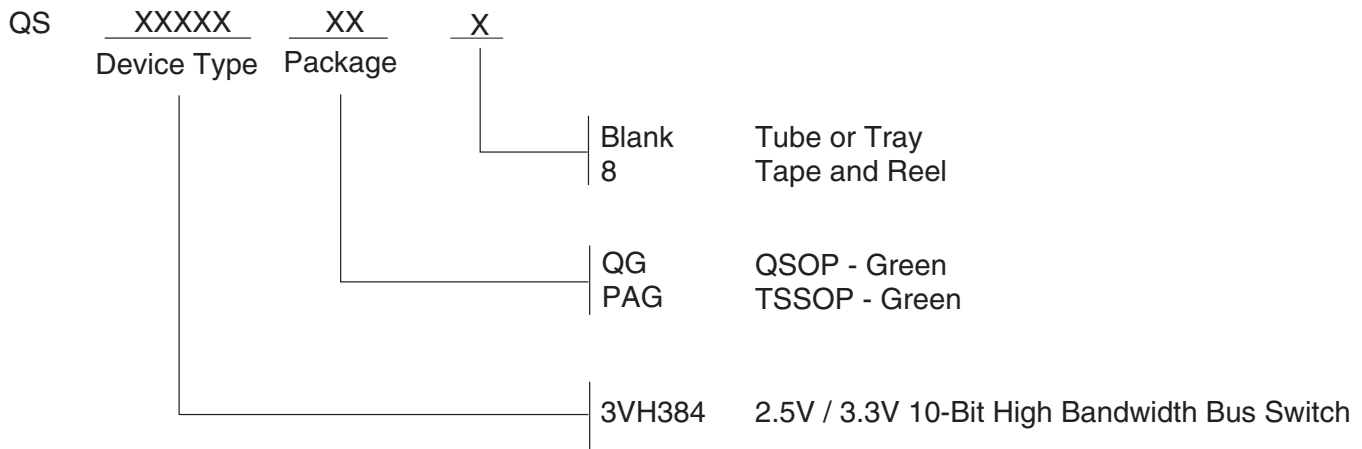 QS XXXXX XX X
Device Type Package
Blank Tube or Tray
8 Tape and Reel
QG QSOP - Green
PAG TSSOP - Green
3VH384 2.5V / 3.3V 10-Bit High Bandwidth Bus Switch